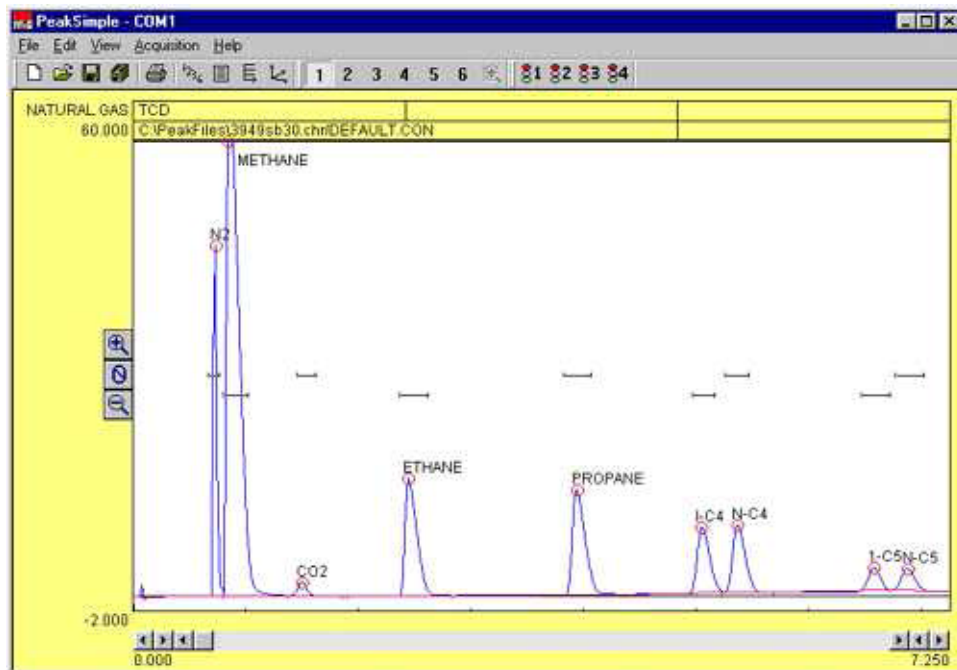 PeakSimple - COM1
File Edit View Acquisition Help
1 2 3 4 5 6 1 2 3 4
NATURAL GAS TCD
60.000 C:\PeakFiles\3949sb30.chr/DEFAULT.CON
METHANE
N2
ETHANE
PROPANE
I-C4 N-C4
1-C5 N-C5
CO2
-2.000
0.000 7.250